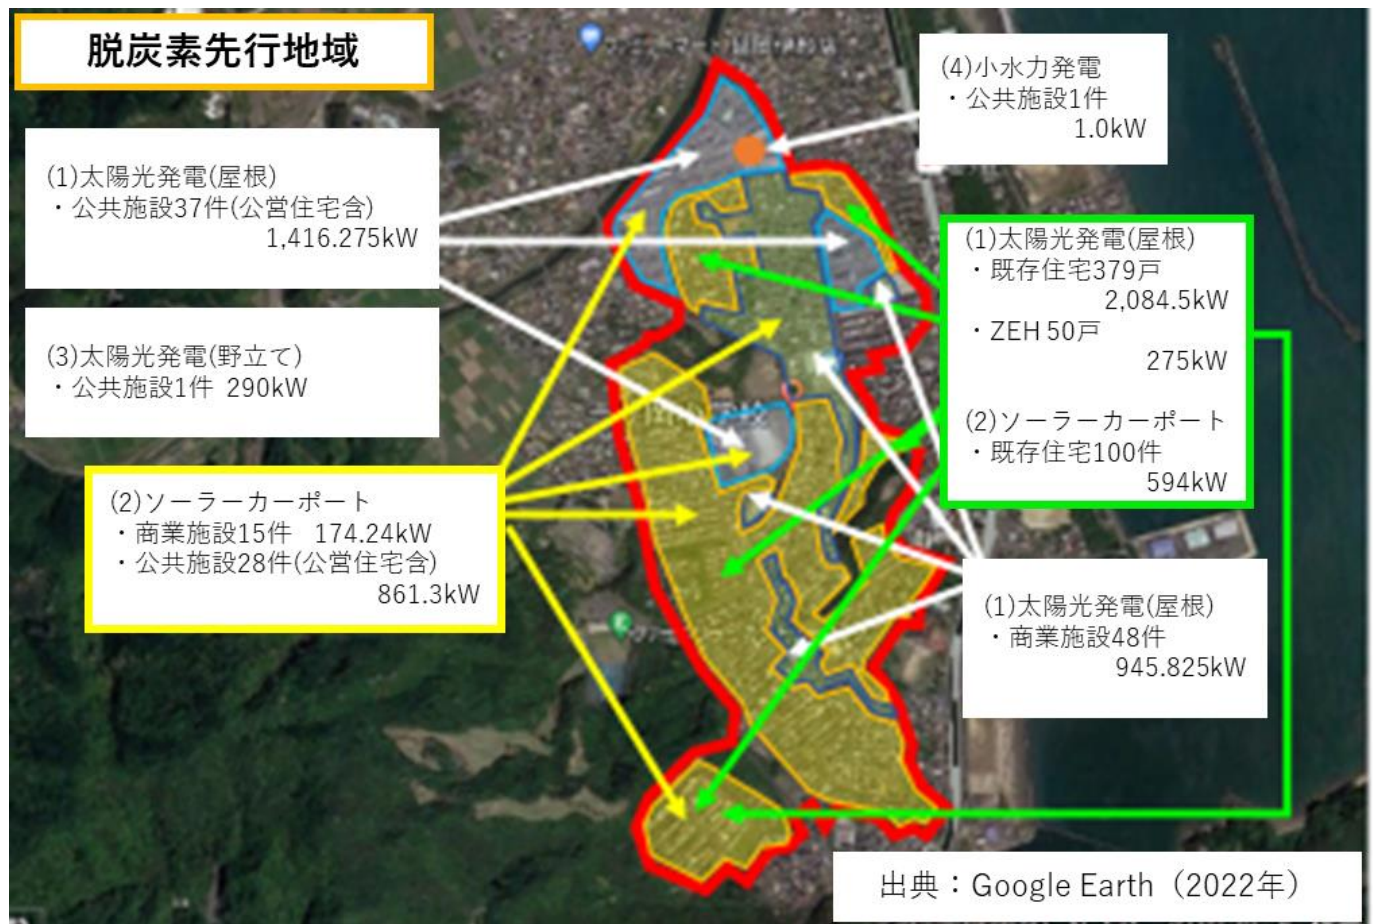 脱炭素先行地域
(4)小水力発電
・公共施設1件
1.0kW
(1)太陽光発電(屋根)
・公共施設37件(公営住宅含)
1,416.275kW
(1)太陽光発電(屋根)
・既存住宅379戸
2,084.5kW
・ZEH 50戸
275kW
(2)ソーラーカーポート
・既存住宅100件
594kW
(3)太陽光発電(野立て)
・公共施設1件 290kW
(2)ソーラーカーポート
・商業施設15件 174.24kW
・公共施設28件(公営住宅含)
861.3kW
(1)太陽光発電(屋根)
・商業施設48件
945.825kW
出典：Google Earth（2022年）